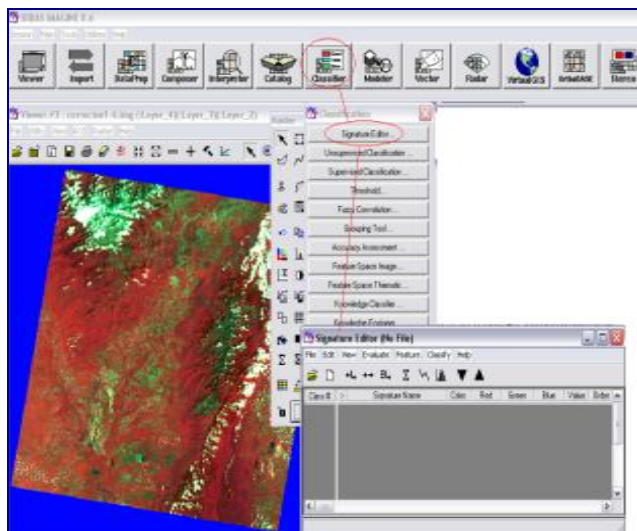 ERDAS IMAGINE
Viewer Import DataPrep Composer Interpreter Catalog Classifier Modeler Vector Radar VirtualGIS Stereo
Classification
Signature Editor ...
Unsupervised Classification ...
Supervised Classification ...
Threshold...
Fuzzy Convolution ...
Grouping Tool ...
Accuracy Assessment ...
Feature Space Image...
Feature Space Thematic...
Knowledge Classifier ...
Knowledge Engineer ...
Signature Editor (No File)
File Edit View Evaluate Feature Classify Help
Class # > Signature Name Color Red Green Blue Value Order